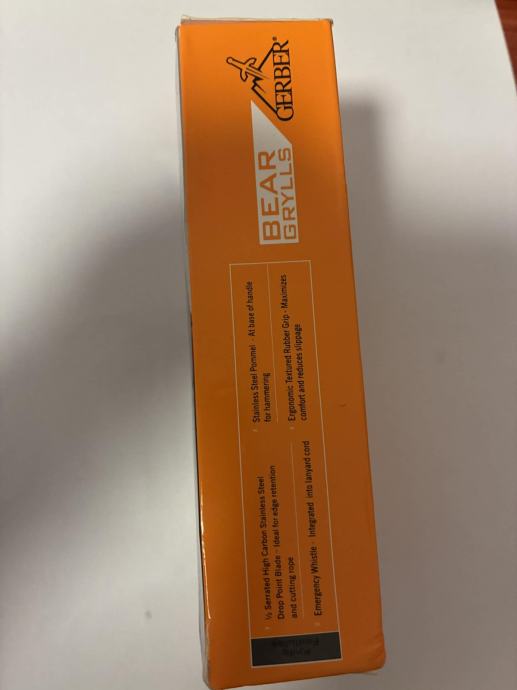 Knife
Features
½ Serrated High Carbon Stainless Steel
Drop Point Blade - Ideal for edge retention
and cutting rope
Emergency Whistle - Integrated into lanyard cord
Stainless Steel Pommel - At base of handle
for hammering
Ergonomic Textured Rubber Grip - Maximizes
comfort and reduces slippage
BEAR
GRYLLS
GERBER®